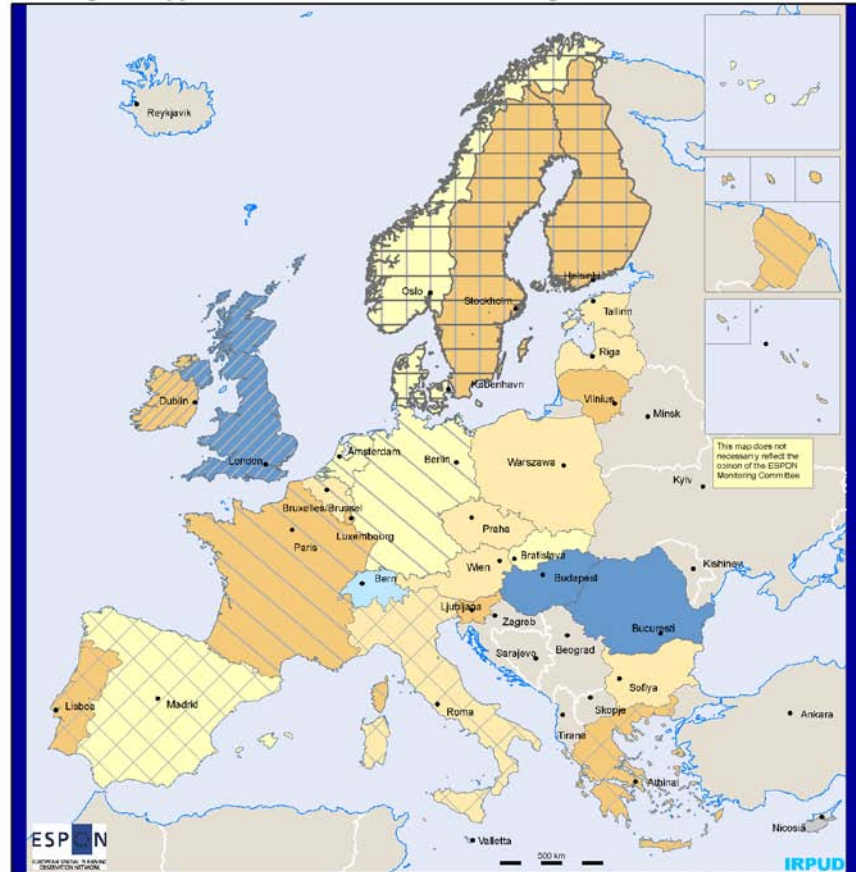 Reykjavik
Oslo
Helsinki
Stockholm
Tallinn
Riga
København
Vilnius
Minsk
Dublin
London
Amsterdam
Berlin
Warszawa
Kyiv
This map does not
necessarily reflect the
opinion of the ESPON
Monitoring Committee
Bruxelles/Brussel
Luxembourg
Praha
Paris
Bratislava
Wien
Kishinev
Bern
Budapest
Ljubljana
Zagreb
Bucuresti
Beograd
Sarajevo
Sofiya
Skopje
Lisboa
Madrid
Roma
Tirana
Ankara
Athinai
Nicosia
Valletta
500 km
ESPON
EUROPEAN SPATIAL PLANNING
OBSERVATION NETWORK
IRPUD